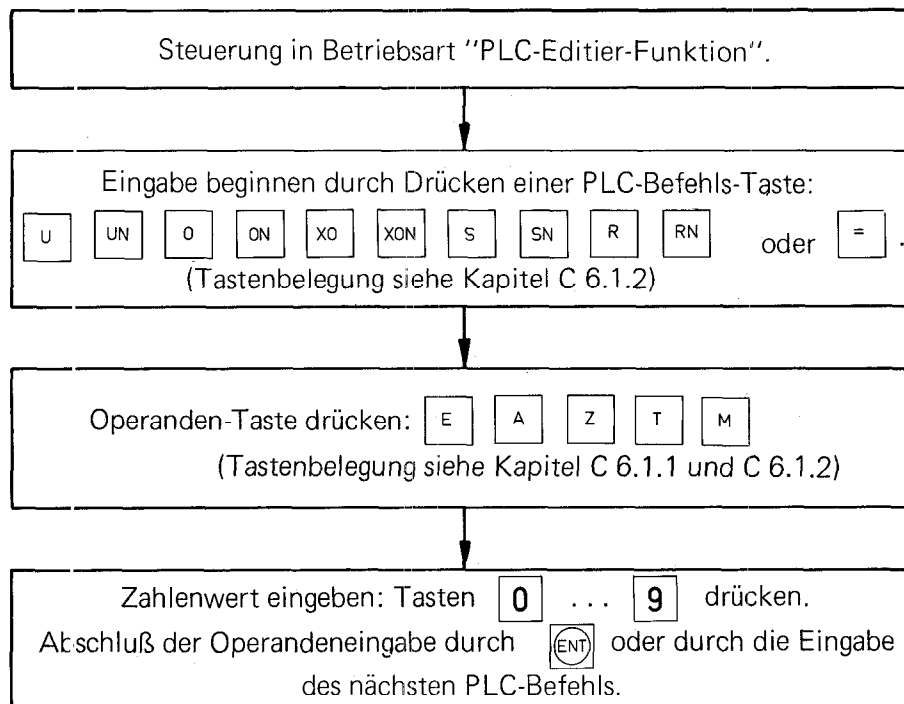 Steuerung in Betriebsart "PLC-Editier-Funktion".
Eingabe beginnen durch Drücken einer PLC-Befehls-Taste:
U UN O ON XO XON S SN R RN oder = .
(Tastenbelegung siehe Kapitel C 6.1.2)
Operanden-Taste drücken: E A Z T M
(Tastenbelegung siehe Kapitel C 6.1.1 und C 6.1.2)
Zahlenwert eingeben: Tasten 0 ... 9 drücken.
Abschluß der Operandeneingabe durch ENT oder durch die Eingabe
des nächsten PLC-Befehls.